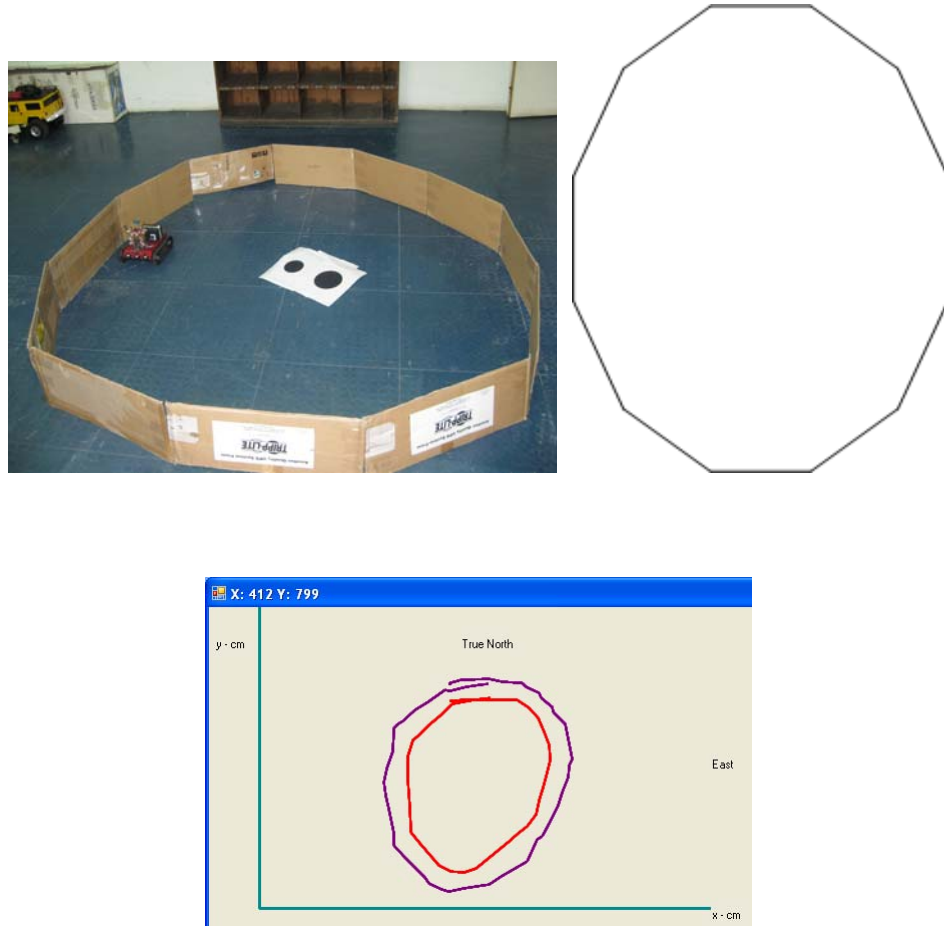 TRIPP-LITE
TRIPP-LITE
X: 412 Y: 799
y - cm
True North
East
x - cm